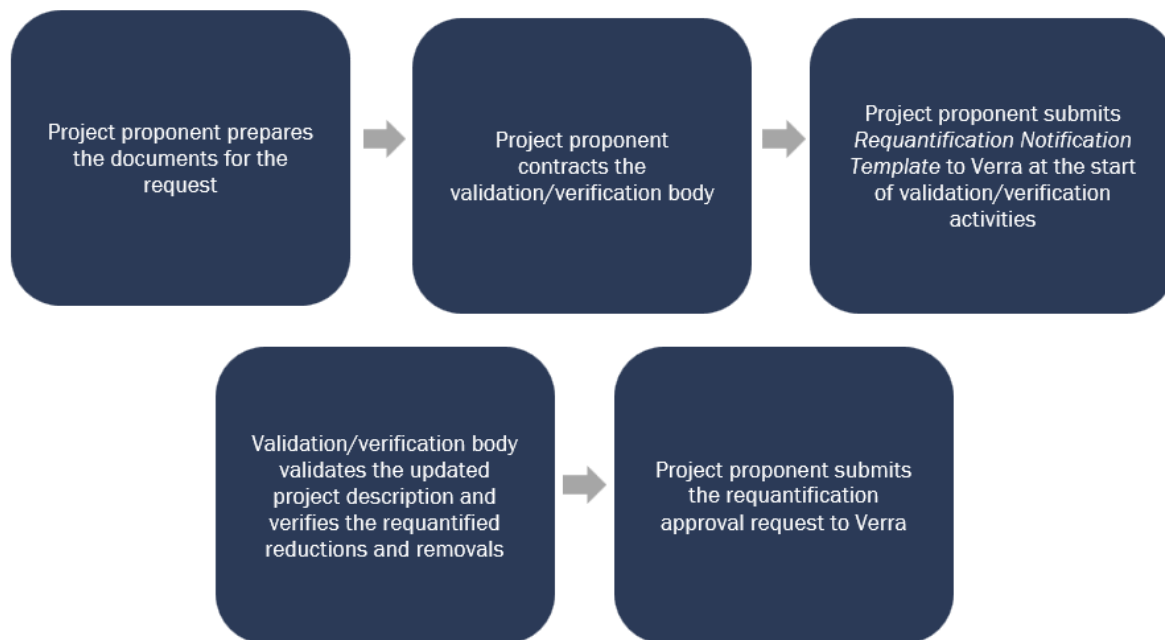 Project proponent prepares
the documents for the
request
Project proponent
contracts the
validation/verification body
Project proponent submits
Requantification Notification
Template to Verra at the start
of validation/verification
activities
Validation/verification body
validates the updated
project description and
verifies the requantified
reductions and removals
Project proponent submits
the requantification
approval request to Verra